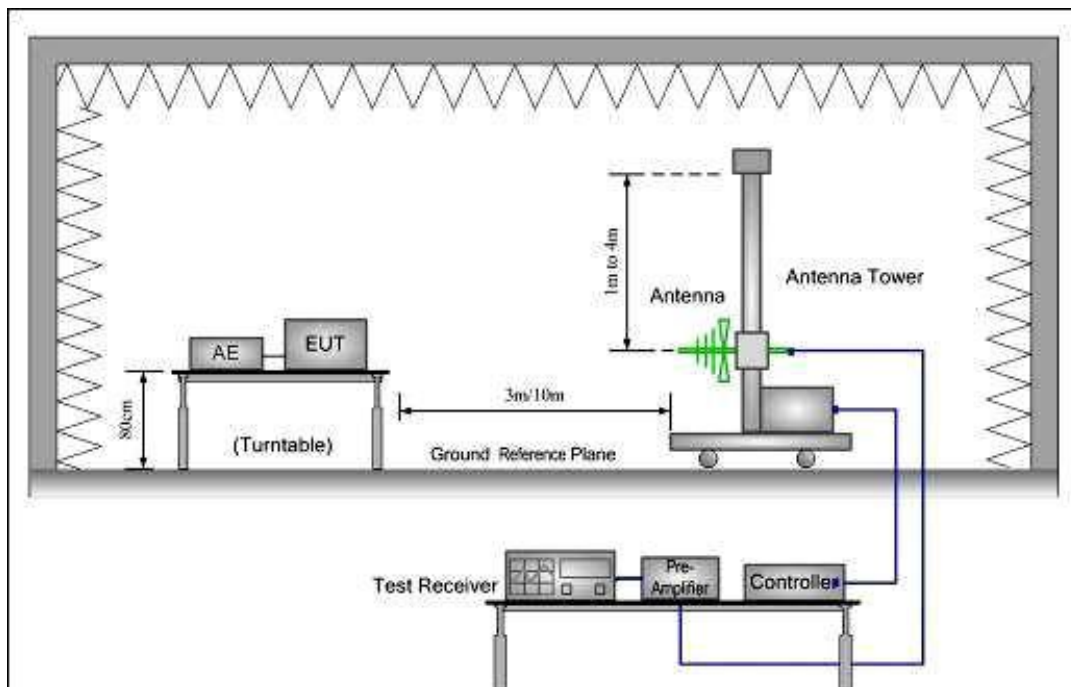 1m to 4m
Antenna Tower
Antenna
AE
EUT
80cm
3m/10m
(Turntable)
Ground Reference Plane
Test Receiver
Pre-
Amplifier
Controller